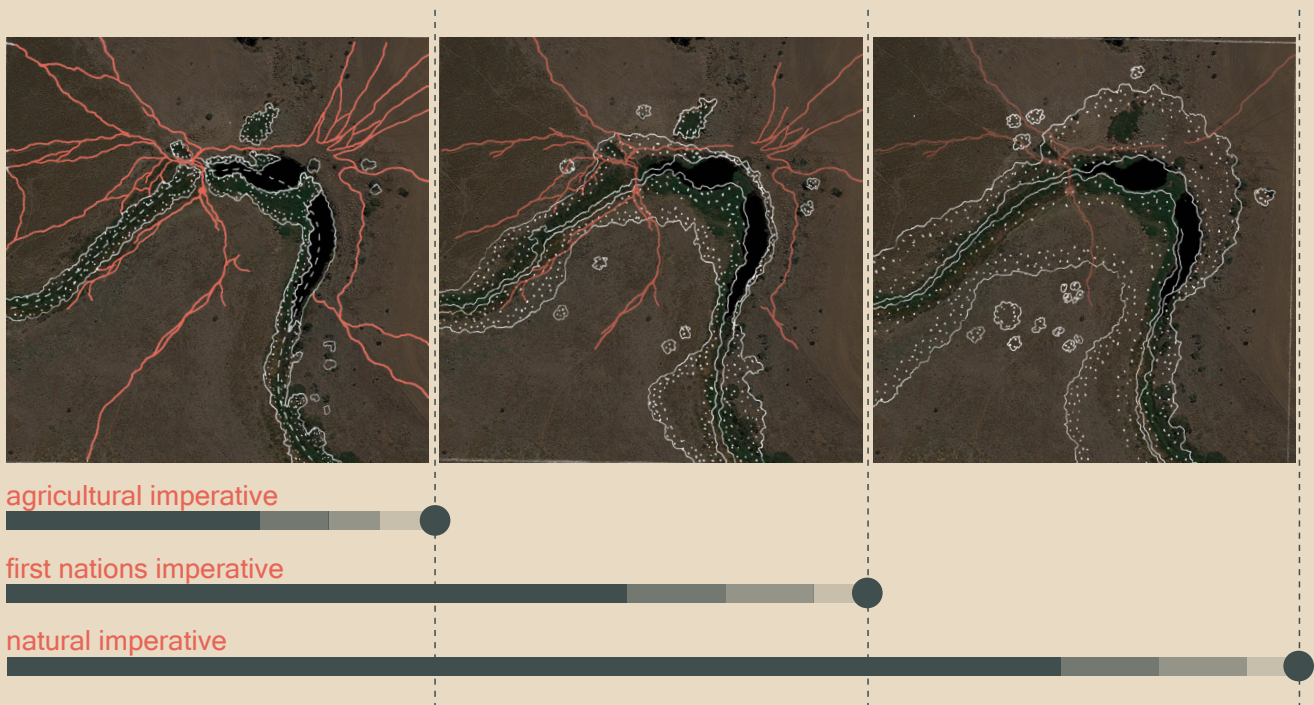 agricultural imperative
first nations imperative
natural imperative